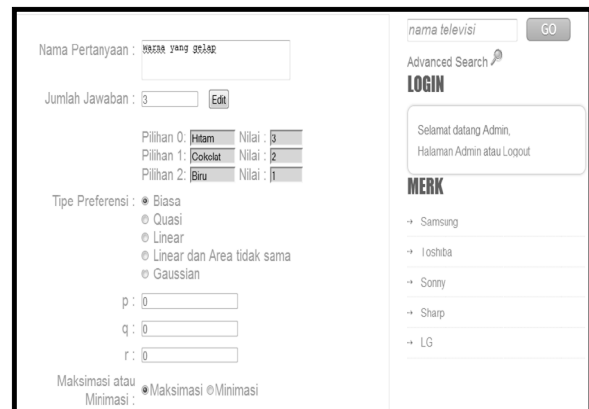 Nama Pertanyaan : warna yang gelap
Jumlah Jawaban : 3 Edit
Pilihan 0: Hitam Nilai : 3
Pilihan 1: Cokolat Nilai : 2
Pilihan 2: Biru Nilai : 1
Tipe Preferensi : Biasa
Quasi
Linear
Linear dan Area tidak sama
Gaussian
p : 0
q : 0
r : 0
Maksimasi atau
Minimasi : Maksimasi Minimasi
nama televisi GO
Advanced Search
LOGIN
Selamat datang Admin,
Halaman Admin atau Logout
MERK
Samsung
Toshiba
Sonny
Sharp
LG